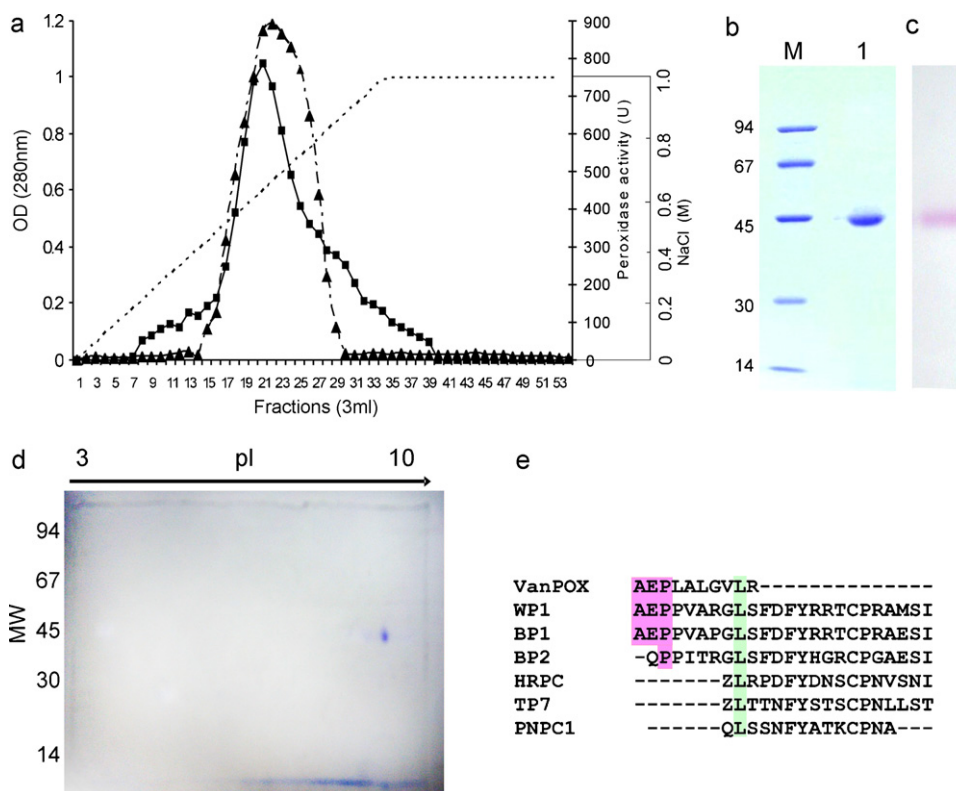 a
1.2
1
0.8
0.6
0.4
0.2
0
OD (280nm)
900
800
700
600
500
400
300
200
100
0
Peroxidase activity (U)
1.0
0.8
0.6
0.4
0.2
0
NaCl (M)
1 3 5 7 9 11 13 15 17 19 21 23 25 27 29 31 33 35 37 39 41 43 45 47 49 51 53
Fractions (3ml)
b
M 1
94
67
45
30
14
c
d
3 pI 10
94
67
45
30
14
MW
e
VanPOX AEPLALGVLR--------------
WP1 AEPPVARGLSFDFYRRTCPRAMSI
BP1 AEPPVAPGLSFDFYRRTCPRAESI
BP2 -QPPITRGLSFDFYHGRCPGAESI
HRPC -------ZLRPDFYDNSCPNVSNI
TP7 -------ZLTTNFYSTSCPNLLST
PNPC1 ------QLSSNFYATKCPNA---